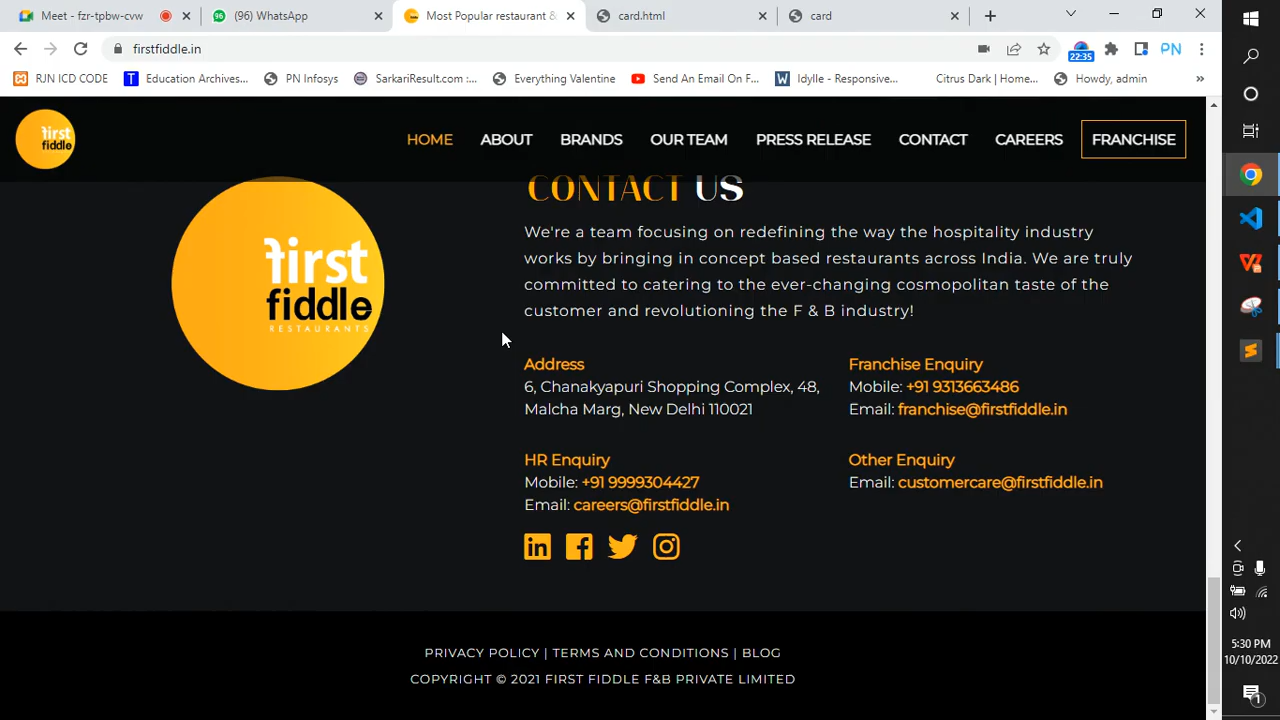 Meet - fzr-tpbw-cvw
(96) WhatsApp
Most Popular restaurant &
card.html
card
firstfiddle.in
22:35
PN
RJN ICD CODE
Education Archives...
PN Infosys
SarkariResult.com :...
Everything Valentine
Send An Email On F...
Idylle - Responsive...
Citrus Dark | Home...
Howdy, admin
»
first
fiddle
HOME
ABOUT
BRANDS
OUR TEAM
PRESS RELEASE
CONTACT
CAREERS
FRANCHISE
first
fiddle
RESTAURANTS
CONTACT US
We're a team focusing on redefining the way the hospitality industry
works by bringing in concept based restaurants across India. We are truly
committed to catering to the ever-changing cosmopolitan taste of the
customer and revolutioning the F & B industry!
Address
6, Chanakyapuri Shopping Complex, 48,
Malcha Marg, New Delhi 110021
Franchise Enquiry
Mobile: +91 9313663486
Email: franchise@firstfiddle.in
HR Enquiry
Mobile: +91 9999304427
Email: careers@firstfiddle.in
Other Enquiry
Email: customercare@firstfiddle.in
PRIVACY POLICY | TERMS AND CONDITIONS | BLOG
COPYRIGHT © 2021 FIRST FIDDLE F&B PRIVATE LIMITED
5:30 PM
10/10/2022
1